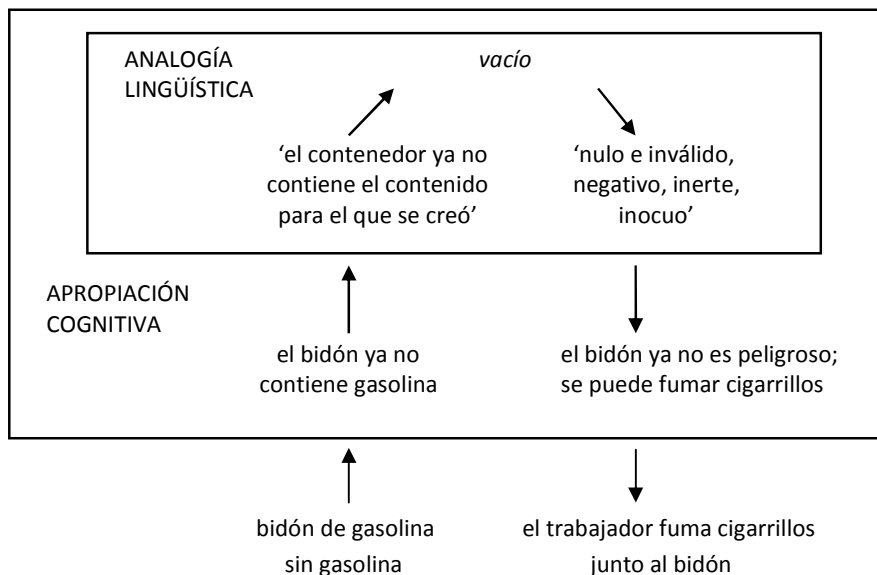 ANALOGÍA
LINGÜÍSTICA
vacío
‘el contenedor ya no
contiene el contenido
para el que se creó’
‘nulo e inválido,
negativo, inerte,
inocuo’
APROPIACIÓN
COGNITIVA
el bidón ya no
contiene gasolina
el bidón ya no es peligroso;
se puede fumar cigarrillos
bidón de gasolina
sin gasolina
el trabajador fuma cigarrillos
junto al bidón